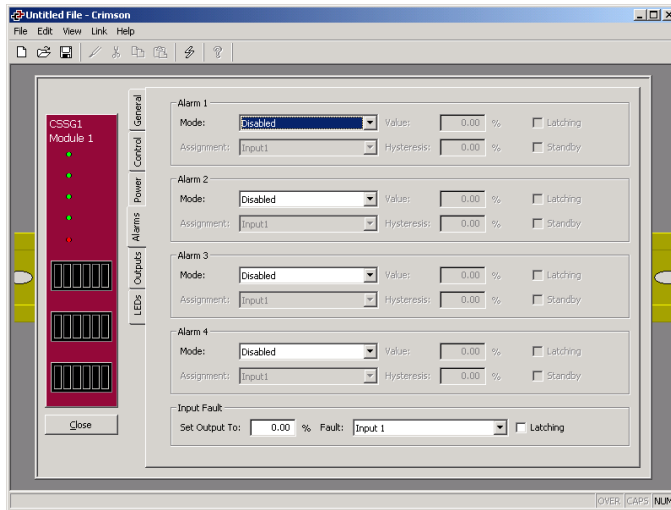 Untitled File - Crimson
File Edit View Link Help
CSSG1
Module 1
Close
General
Control
Power
Alarms
Outputs
LEDs
Alarm 1
Mode: Disabled Value: 0.00 % Latching
Assignment: Input1 Hysteresis: 0.00 % Standby
Alarm 2
Mode: Disabled Value: 0.00 % Latching
Assignment: Input1 Hysteresis: 0.00 % Standby
Alarm 3
Mode: Disabled Value: 0.00 % Latching
Assignment: Input1 Hysteresis: 0.00 % Standby
Alarm 4
Mode: Disabled Value: 0.00 % Latching
Assignment: Input1 Hysteresis: 0.00 % Standby
Input Fault
Set Output To: 0.00 % Fault: Input 1 Latching
OVER CAPS NUM